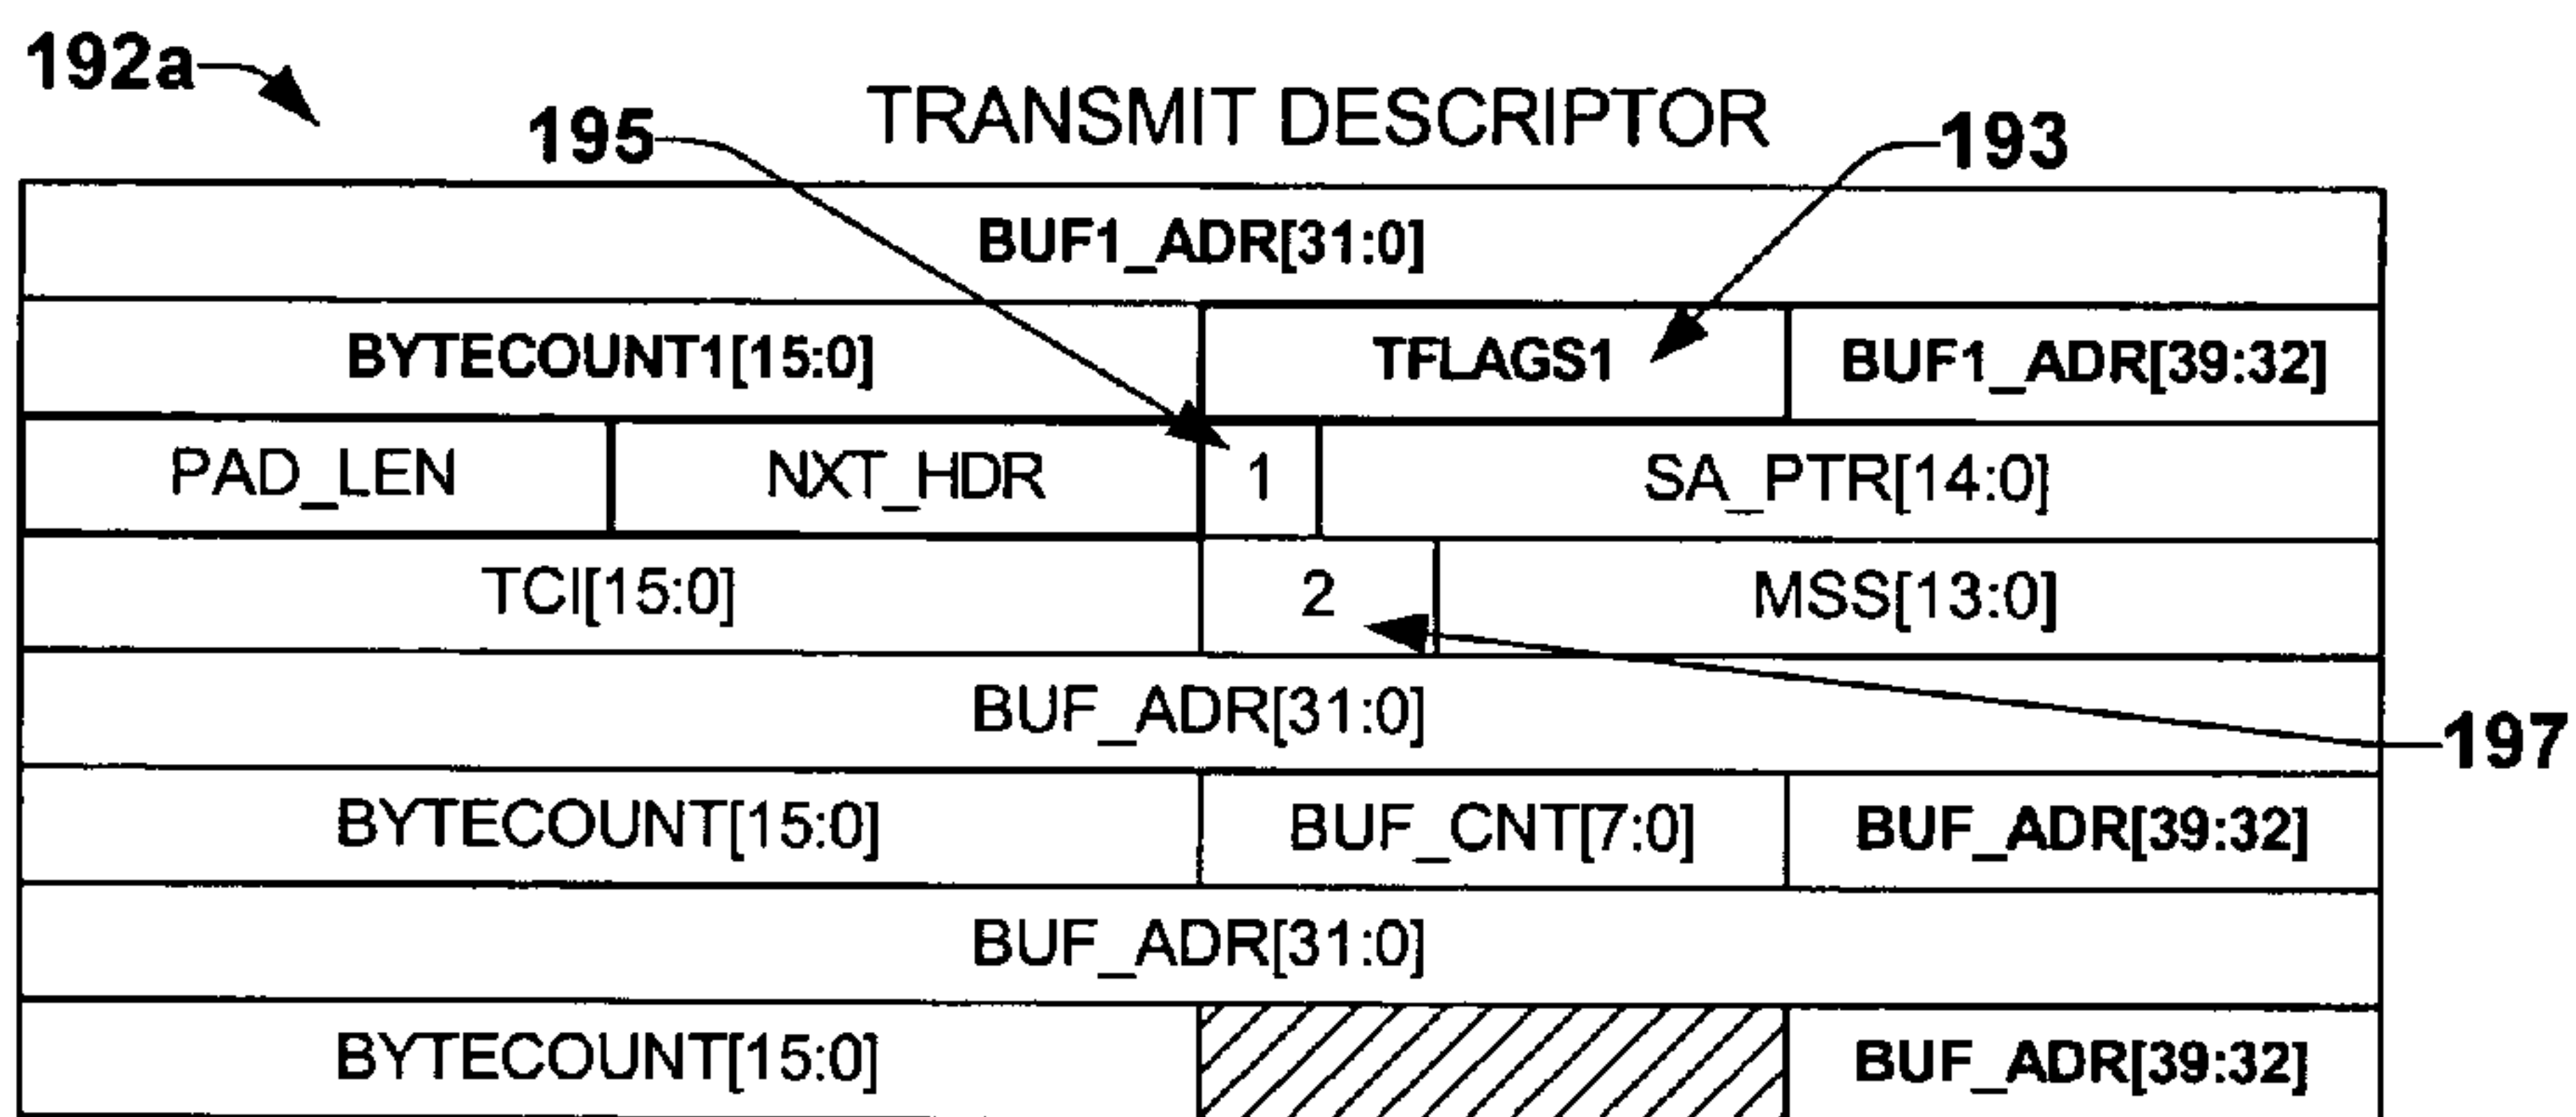 192a
TRANSMIT DESCRIPTOR
195
193
BUF1_ADR[31:0]
BYTECOUNT1[15:0] TFLAGS1 BUF1_ADR[39:32]
PAD_LEN NXT_HDR 1 SA_PTR[14:0]
TCI[15:0] 2 MSS[13:0]
BUF_ADR[31:0]
197
BYTECOUNT[15:0] BUF_CNT[7:0] BUF_ADR[39:32]
BUF_ADR[31:0]
BYTECOUNT[15:0] BUF_ADR[39:32]